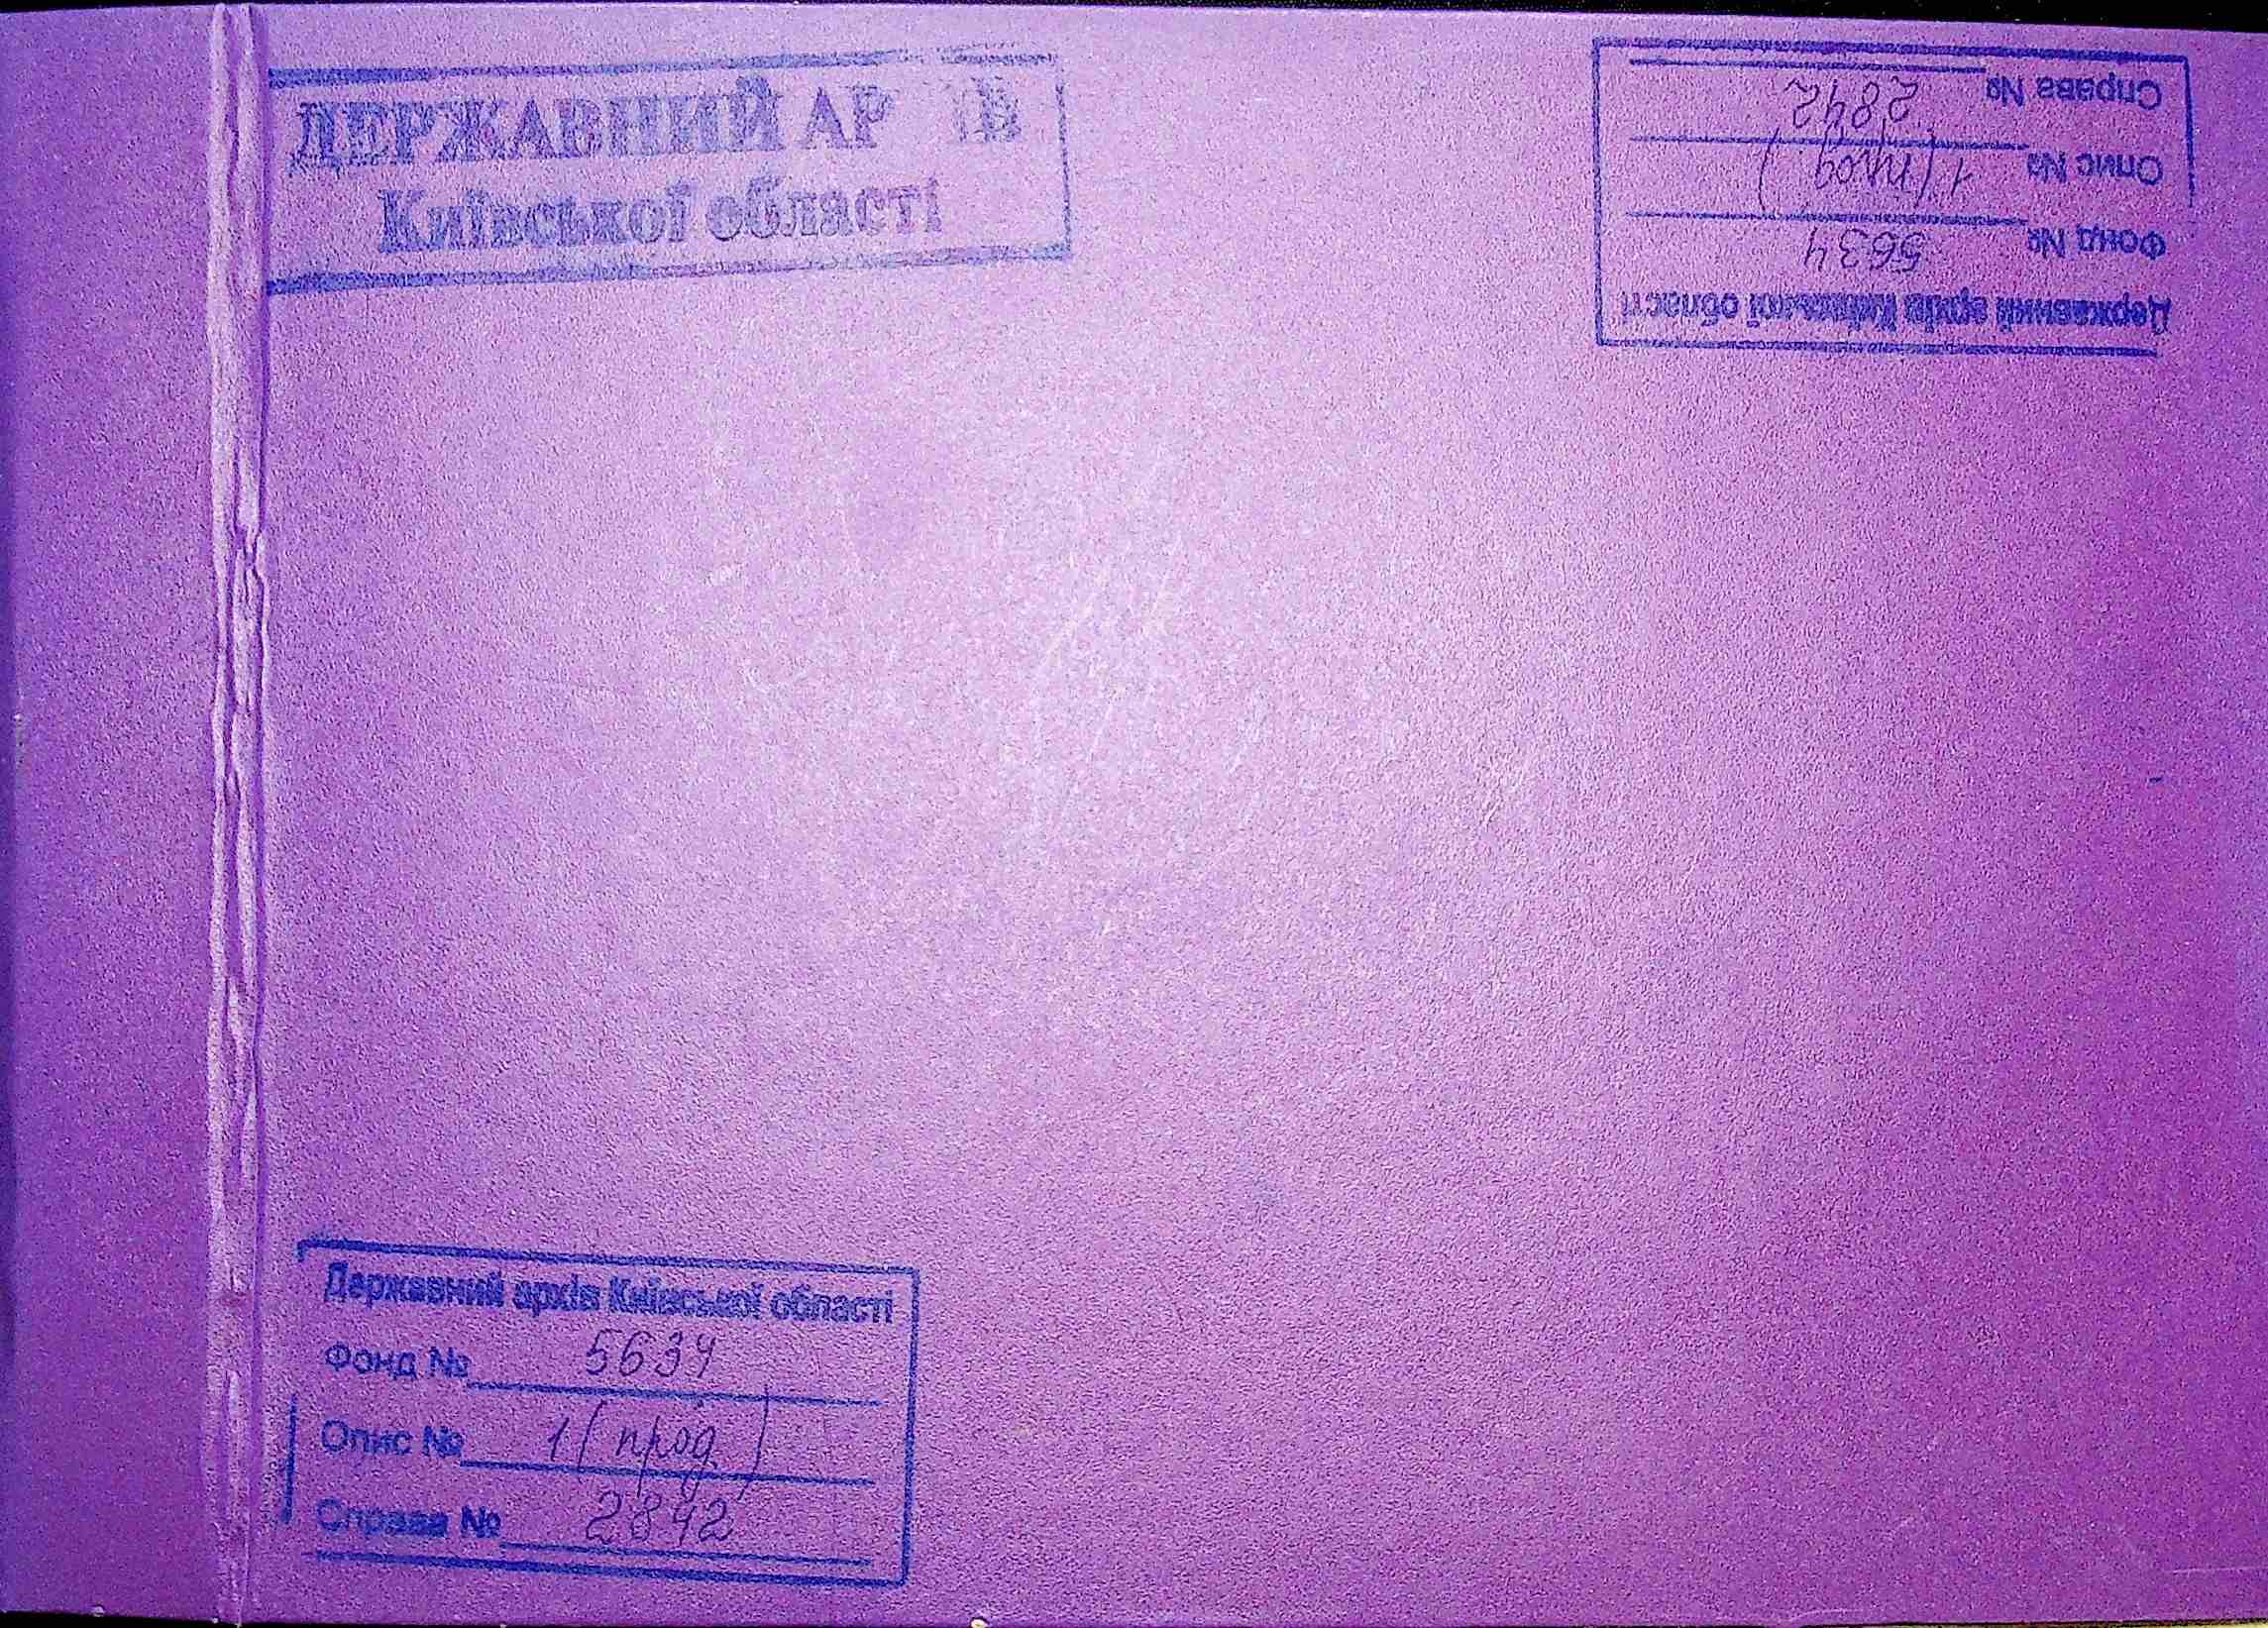 ДЕРЖАВНИЙ АР ІВ
Київської області
Справа № 2842
Опис № 1 (прод.)
Фонд № 5634
Державний архів Київської області
Державний архів Київської області
Фонд № 5634
Опис № 1 (прод.)
Справа № 2842